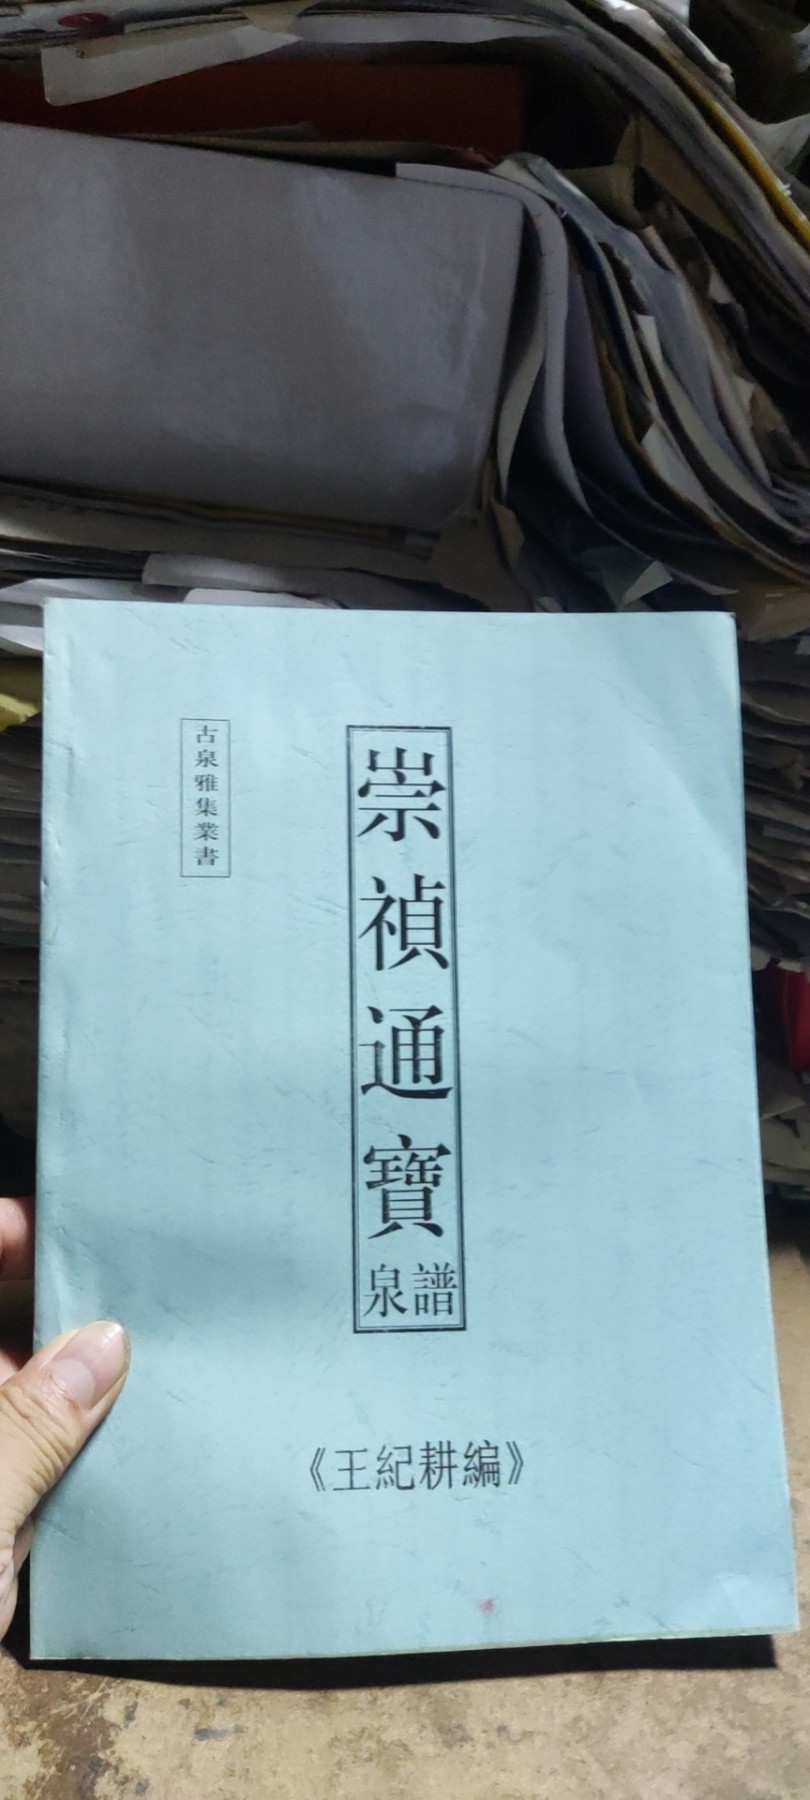 崇禎通寶
泉譜
古泉雅集業書
《王紀耕編》